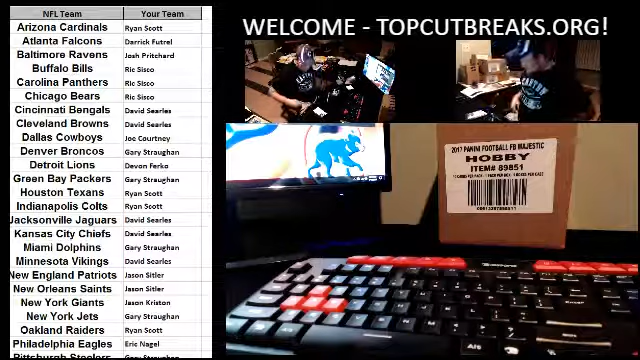 NFL Team Your Team
Arizona Cardinals Ryan Scott
Atlanta Falcons Darrick Futrel
Baltimore Ravens Josh Pritchard
Buffalo Bills Ric Sisco
Carolina Panthers Ric Sisco
Chicago Bears Ric Sisco
Cincinnati Bengals David Searles
Cleveland Browns David Searles
Dallas Cowboys Joe Courtney
Denver Broncos Gary Straughan
Detroit Lions Devon Ferko
Green Bay Packers Gary Straughan
Houston Texans Ryan Scott
Indianapolis Colts Ryan Scott
Jacksonville Jaguars David Searles
Kansas City Chiefs David Searles
Miami Dolphins Gary Straughan
Minnesota Vikings David Searles
New England Patriots Jason Sitler
New Orleans Saints Jason Sitler
New York Giants Jason Kriston
New York Jets Gary Straughan
Oakland Raiders Ryan Scott
Philadelphia Eagles Eric Nagel
Pittsburgh Steelers
WELCOME - TOPCUTBREAKS.ORG!
2017 PANINI FOOTBALL FB MAJESTIC
HOBBY
ITEM# 89851